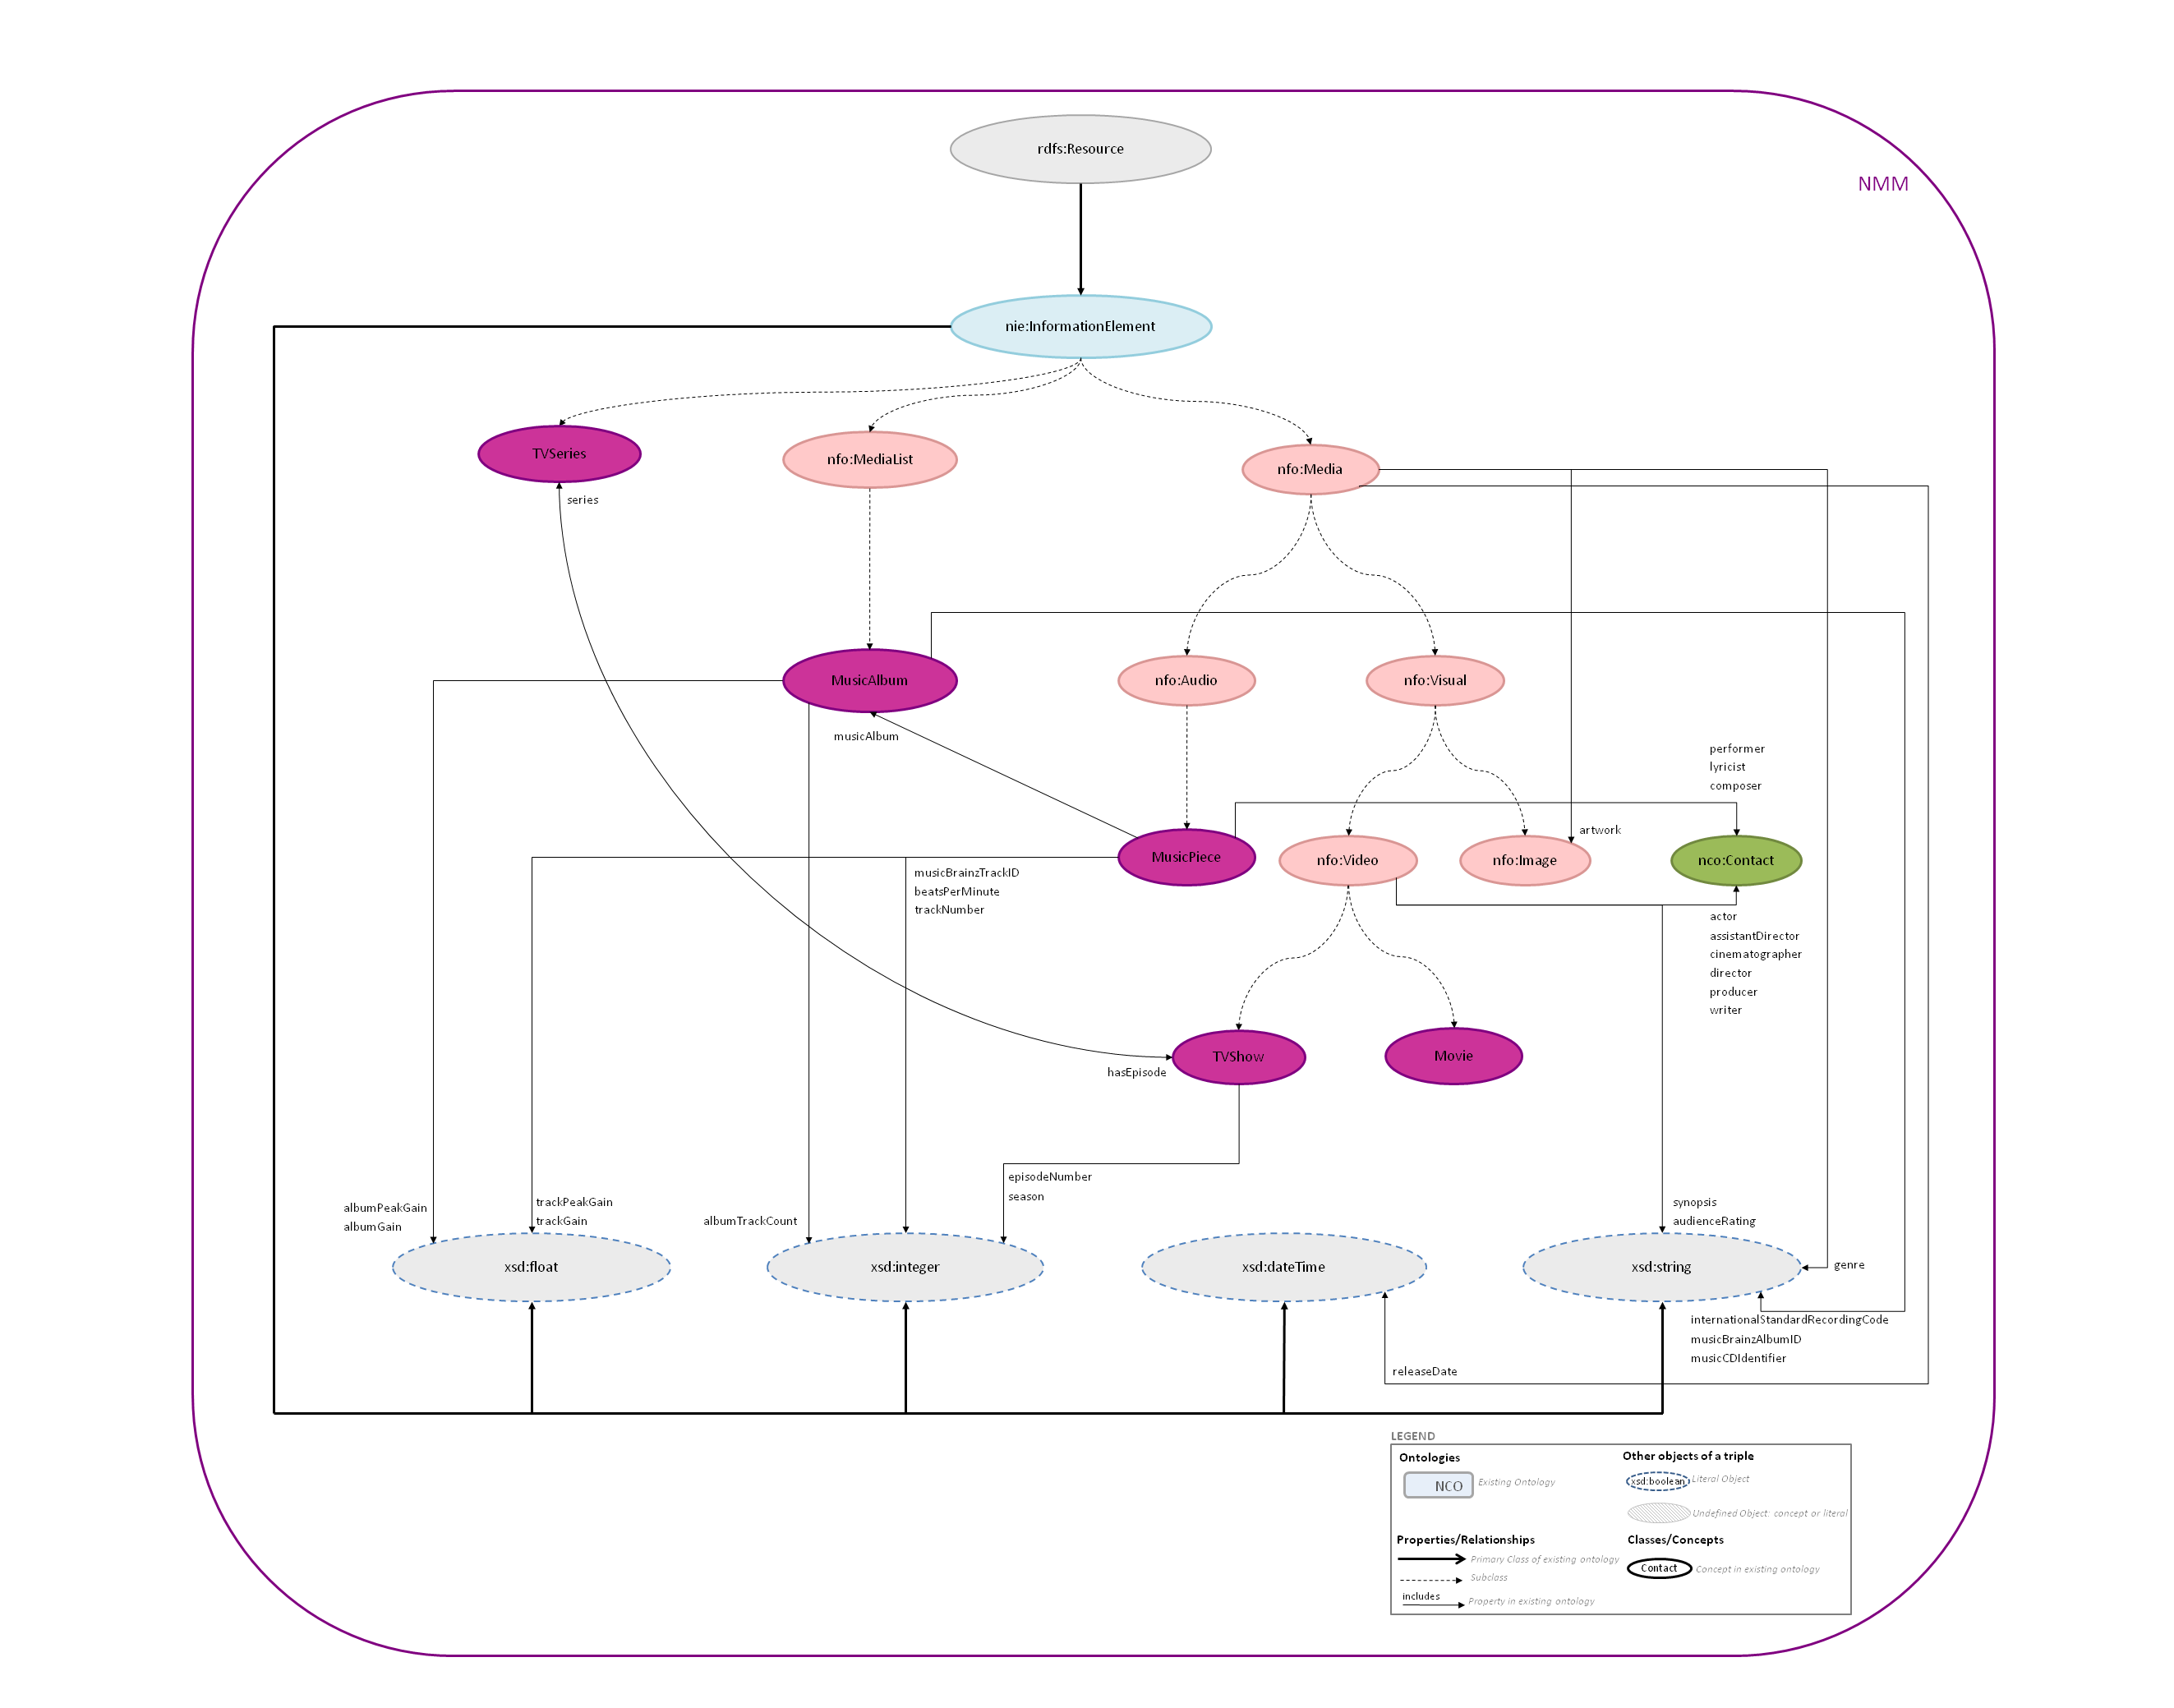 rdfs:Resource
NMM
nie:InformationElement
TVSeries
nfo:MediaList
nfo:Media
series
MusicAlbum
nfo:Audio
nfo:Visual
musicAlbum
performer
lyricist
composer
artwork
MusicPiece
nfo:Video
nfo:Image
nco:Contact
musicBrainzTrackID
beatsPerMinute
trackNumber
actor
assistantDirector
cinematographer
director
producer
writer
TVShow
Movie
hasEpisode
episodeNumber
season
albumPeakGain
albumGain
trackPeakGain
trackGain
albumTrackCount
synopsis
audienceRating
xsd:float
xsd:integer
xsd:dateTime
xsd:string
genre
internationalStandardRecordingCode
musicBrainzAlbumID
musicCDIdentifier
releaseDate
LEGEND
Ontologies
NCO
Existing Ontology
Other objects of a triple
xsd:boolean
Literal Object
Undefined Object: concept or literal
Properties/Relationships
Primary Class of existing ontology
Subclass
includes
Property in existing ontology
Classes/Concepts
Contact
Concept in existing ontology